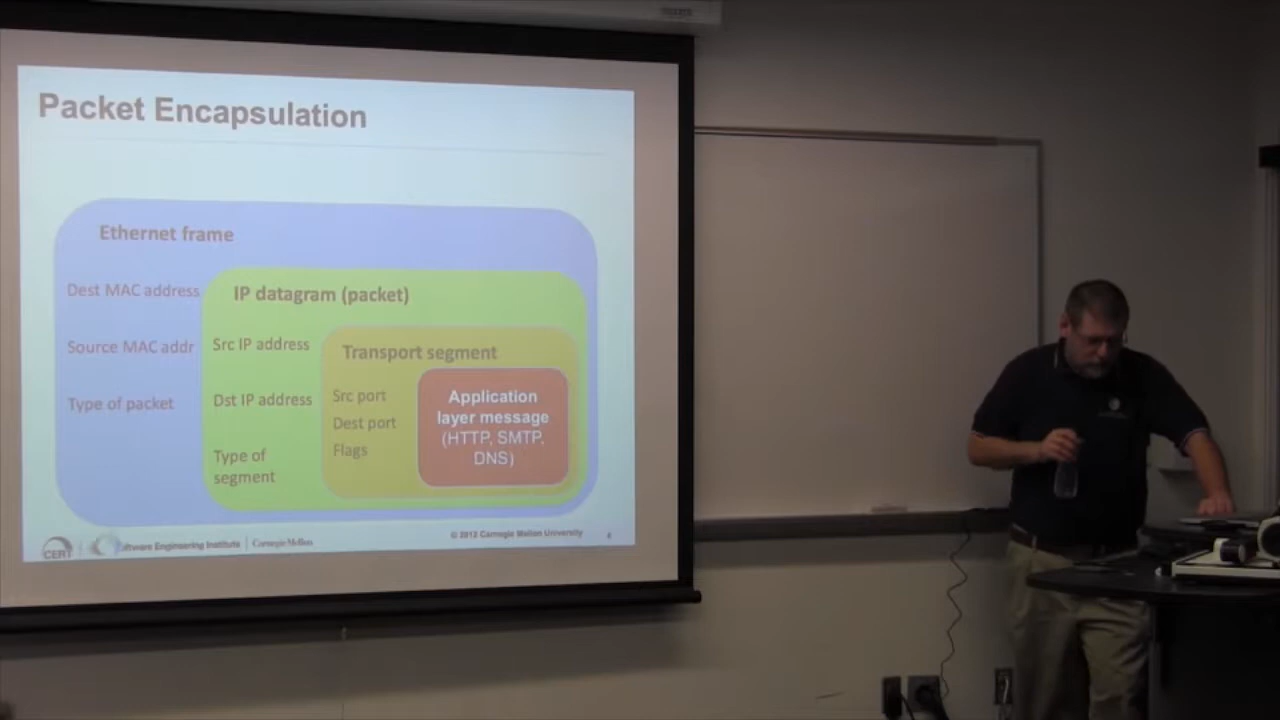 Packet Encapsulation
Ethernet frame
Dest MAC address
Source MAC addr
Type of packet
IP datagram (packet)
Src IP address
Dst IP address
Type of
segment
Transport segment
Src port
Dest port
Flags
Application
layer message
(HTTP, SMTP,
DNS)
CERT
Software Engineering Institute
Carnegie Mellon
© 2013 Carnegie Mellon University